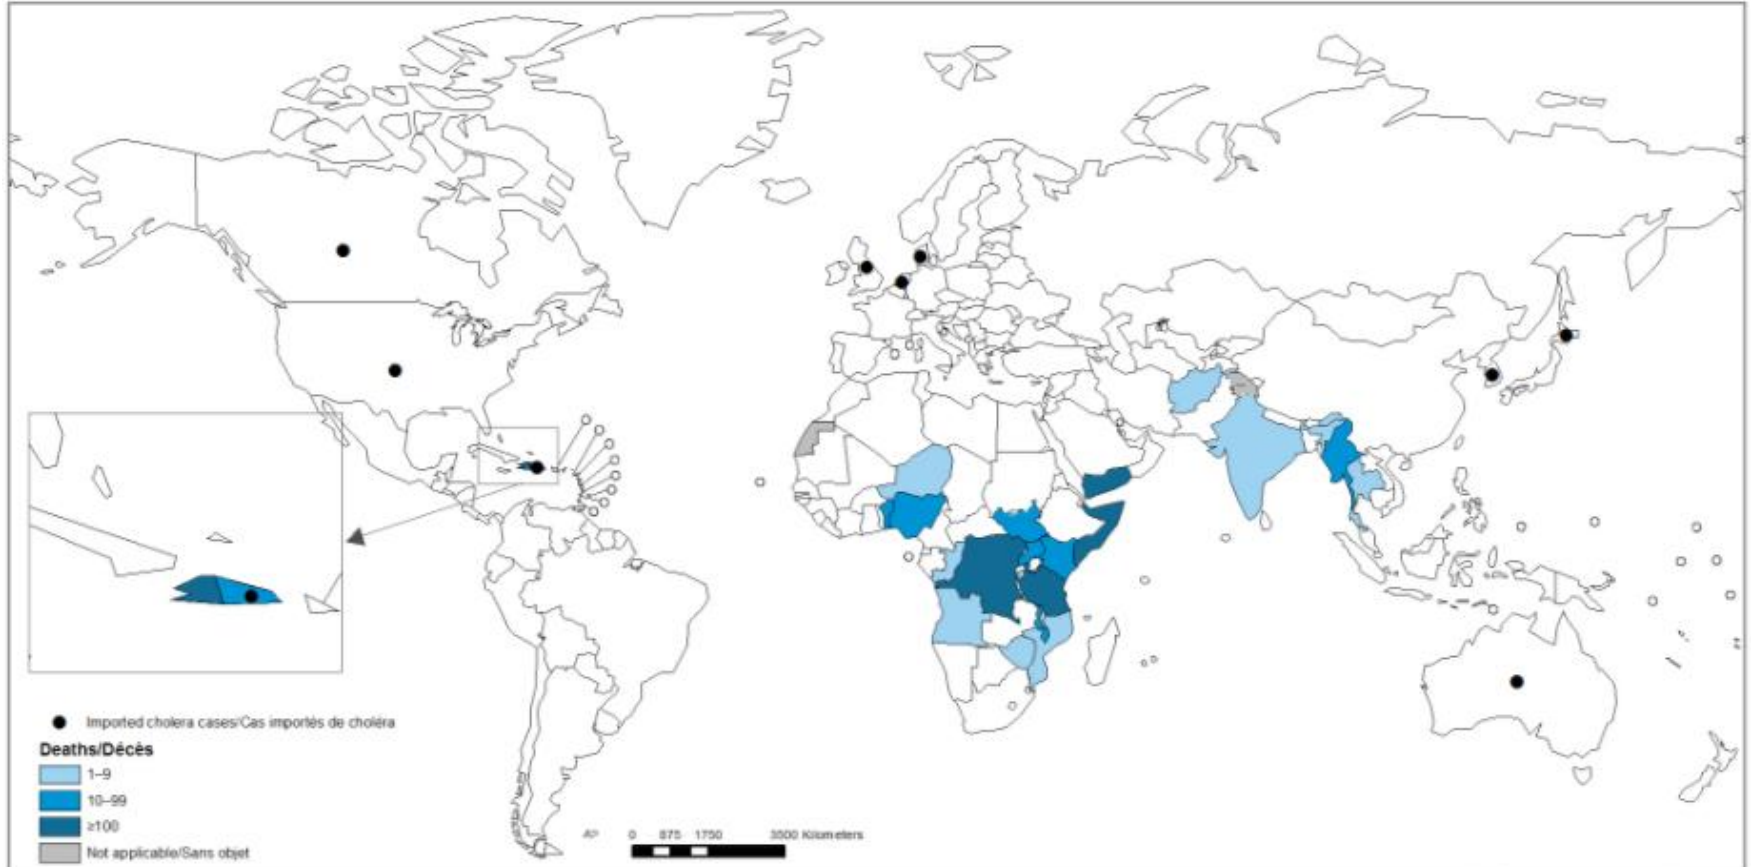 Imported cholera cases/Cas importés de choléra
Deaths/Décès
1–9
10–99
≥100
Not applicable/Sans objet
0 875 1750 3500 Kilometers